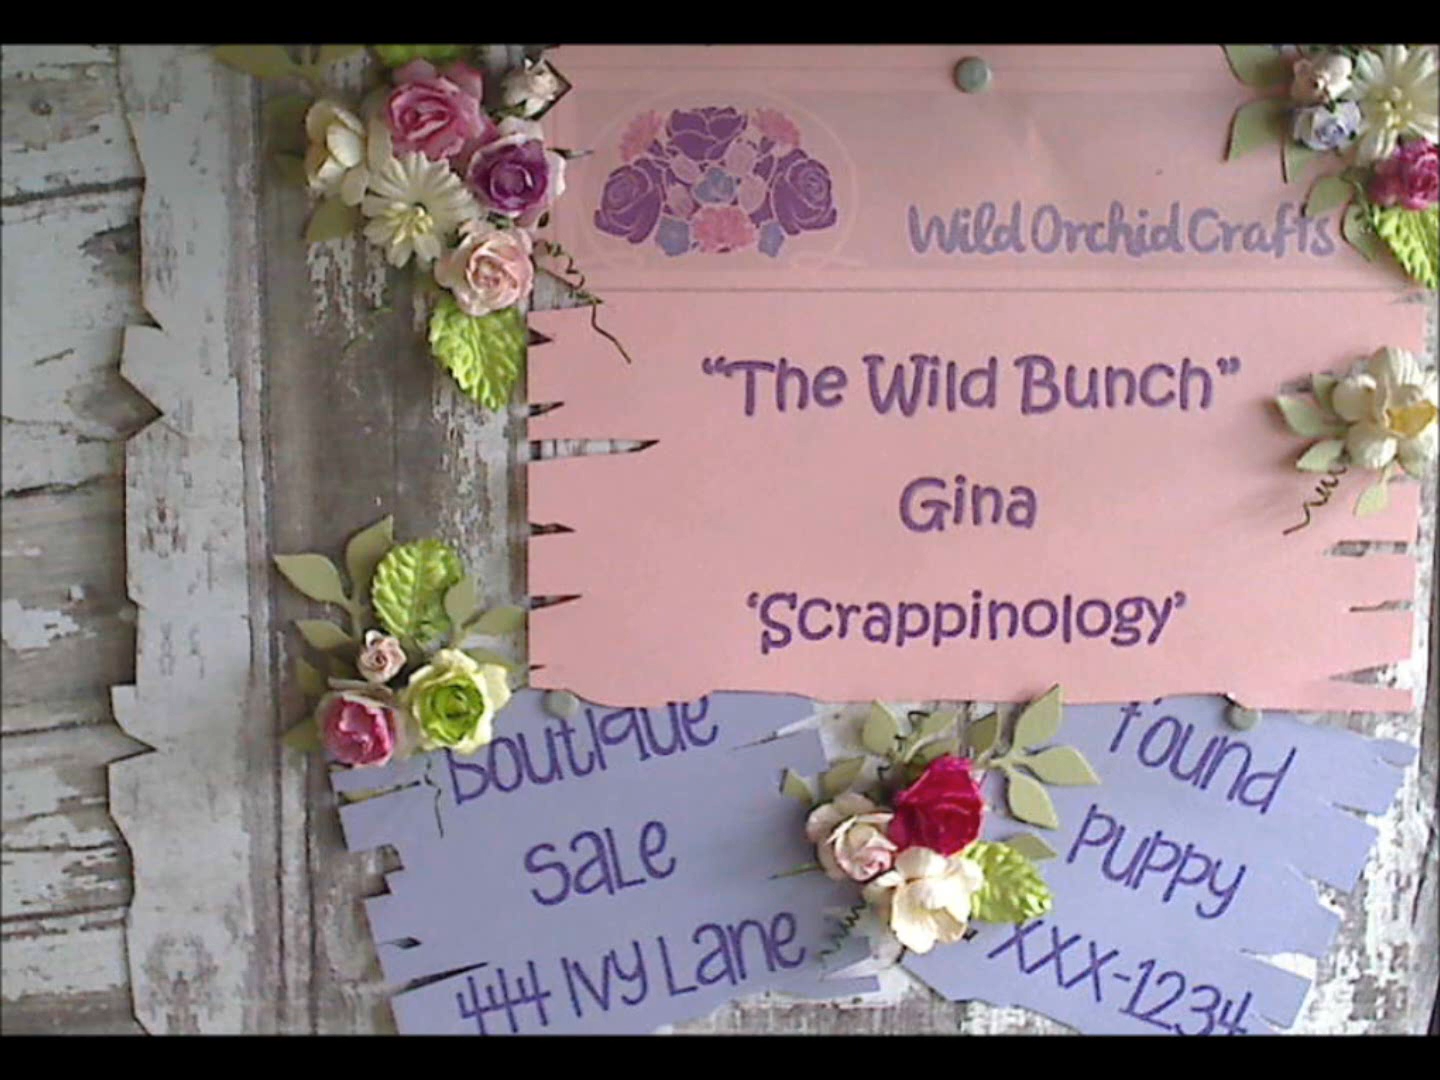 Wild Orchid Crafts
“The Wild Bunch”
Gina
‘Scrappinology’
Boutique
Sale
444 Ivy Lane
Found
Puppy
XXX-1234